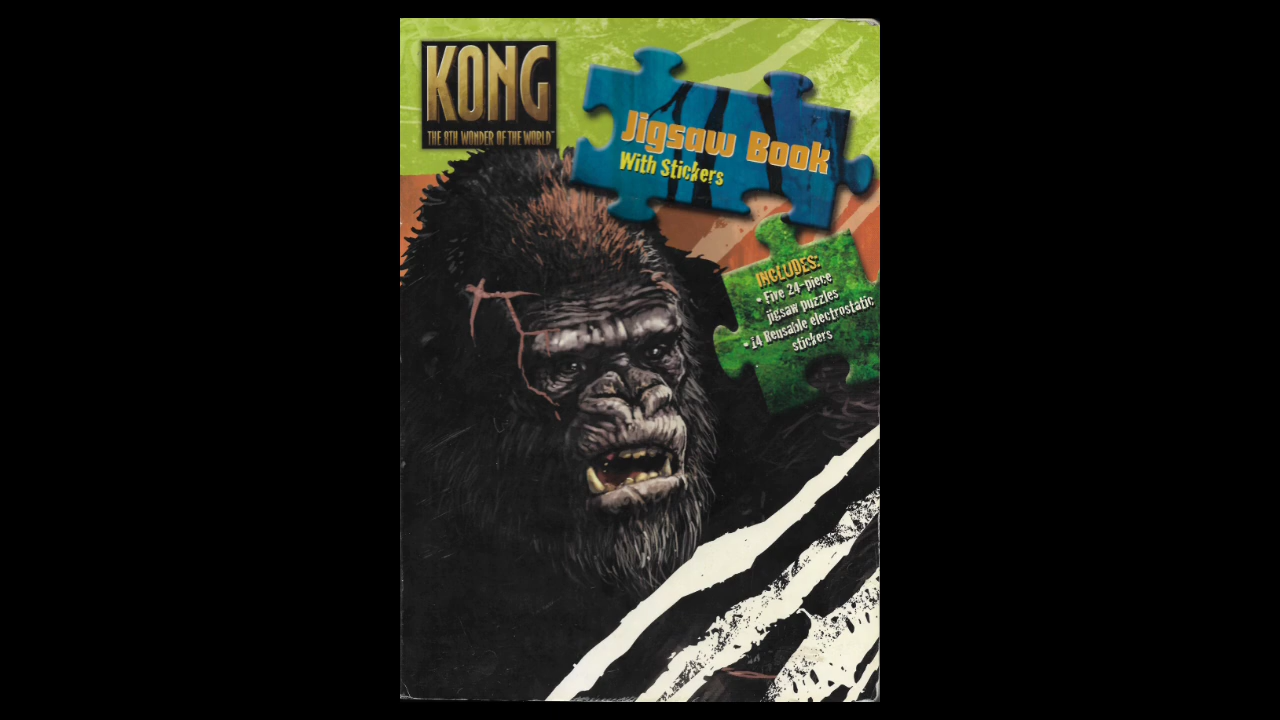 KONG
THE 8TH WONDER OF THE WORLD™
Jigsaw Book
With Stickers
INCLUDES:
• Five 24-piece
jigsaw puzzles
• 14 Reusable electrostatic
stickers